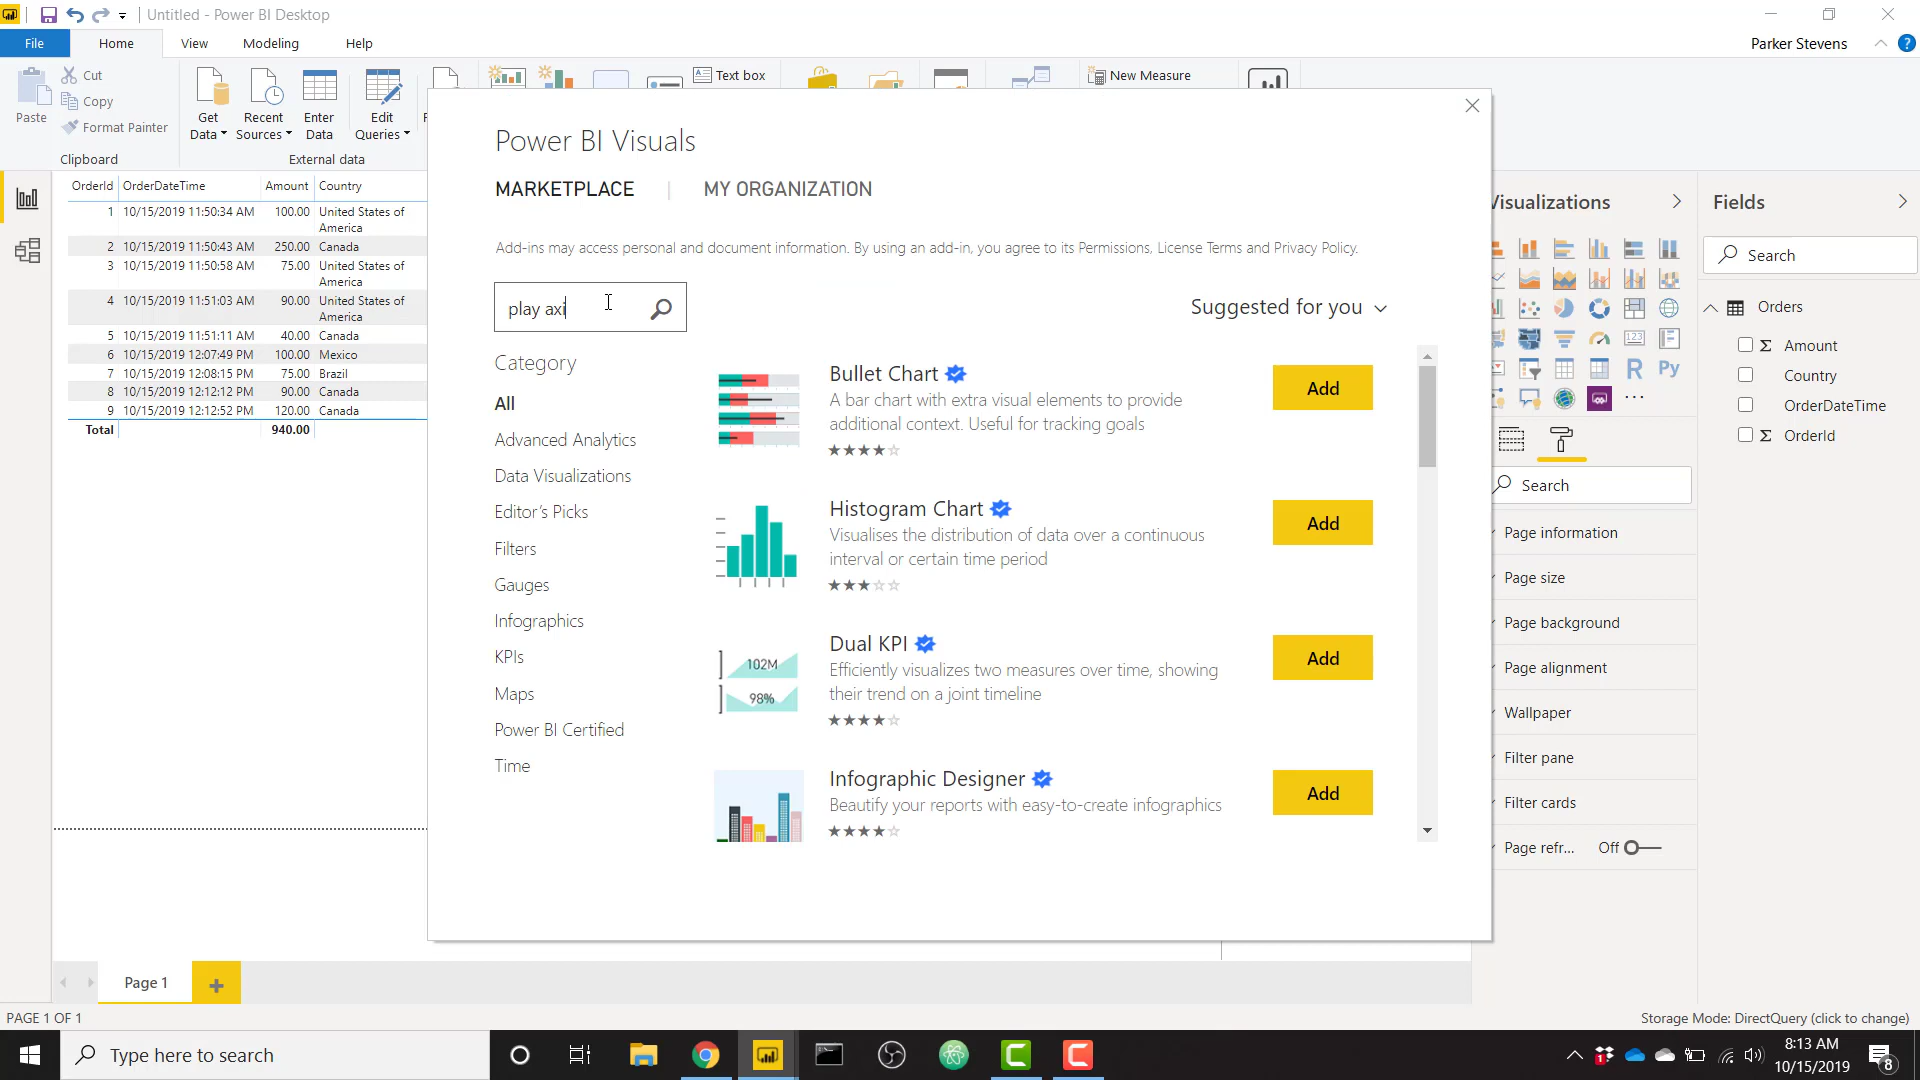 Untitled - Power BI Desktop
File
Home
View
Modeling
Help
Parker Stevens
?
Paste
Cut
Copy
Format Painter
Clipboard
Get
Data
Recent
Sources
Enter
Data
Edit
Queries
External data
Text box
New Measure
OrderId
OrderDateTime
Amount
Country
1 10/15/2019 11:50:34 AM 100.00 United States of
America
2 10/15/2019 11:50:43 AM 250.00 Canada
3 10/15/2019 11:50:58 AM 75.00 United States of
America
4 10/15/2019 11:51:03 AM 90.00 United States of
America
5 10/15/2019 11:51:11 AM 40.00 Canada
6 10/15/2019 12:07:49 PM 100.00 Mexico
7 10/15/2019 12:08:15 PM 75.00 Brazil
8 10/15/2019 12:12:12 PM 90.00 Canada
9 10/15/2019 12:12:52 PM 120.00 Canada
Total 940.00
Power BI Visuals
MARKETPLACE | MY ORGANIZATION
Add-ins may access personal and document information. By using an add-in, you agree to its Permissions, License Terms and Privacy Policy.
play axi
Suggested for you
Category
All
Advanced Analytics
Data Visualizations
Editor's Picks
Filters
Gauges
Infographics
KPIs
Maps
Power BI Certified
Time
Bullet Chart
A bar chart with extra visual elements to provide
additional context. Useful for tracking goals
Add
Histogram Chart
Visualises the distribution of data over a continuous
interval or certain time period
Add
102M
98%
Dual KPI
Efficiently visualizes two measures over time, showing
their trend on a joint timeline
Add
Infographic Designer
Beautify your reports with easy-to-create infographics
Add
Visualizations
R
Py
123
Search
Page information
Page size
Page background
Page alignment
Wallpaper
Filter pane
Filter cards
Page refr... Off
Fields
Search
Orders
Σ Amount
Country
OrderDateTime
Σ OrderId
Page 1
+
PAGE 1 OF 1
Storage Mode: DirectQuery (click to change)
Type here to search
8:13 AM
10/15/2019
8